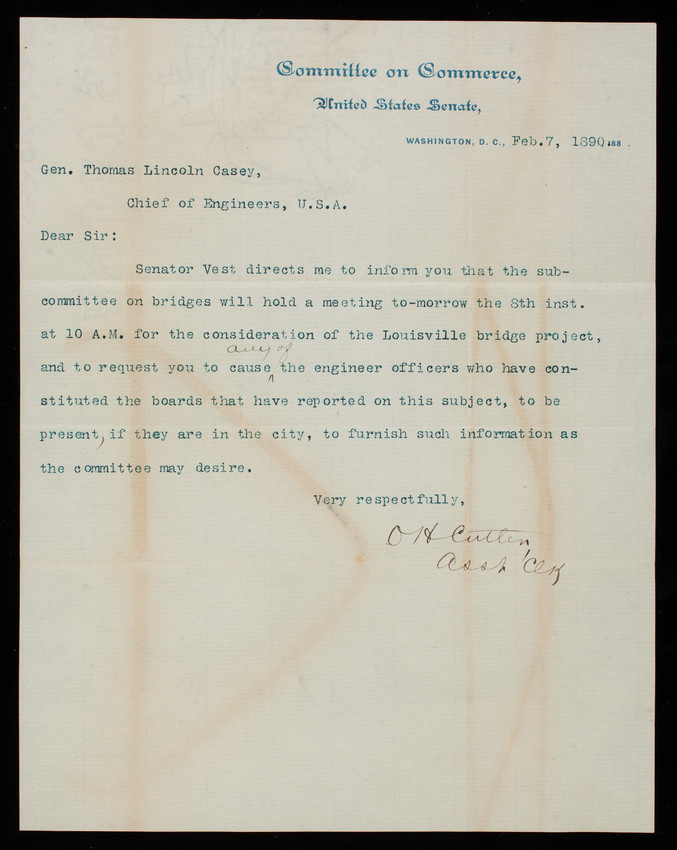 Committee on Commerce,
United States Senate,
WASHINGTON, D. C., Feb.7, 1890.188 .
Gen. Thomas Lincoln Casey,
Chief of Engineers, U.S.A.
Dear Sir:
Senator Vest directs me to inform you that the sub-
committee on bridges will hold a meeting to-morrow the 8th inst.
at 10 A.M. for the consideration of the Louisville bridge project,
and to request you to cause any of the engineer officers who have con-
stituted the boards that have reported on this subject, to be
present, if they are in the city, to furnish such information as
the committee may desire.
Very respectfully,
O H Cutten
Asst Clk